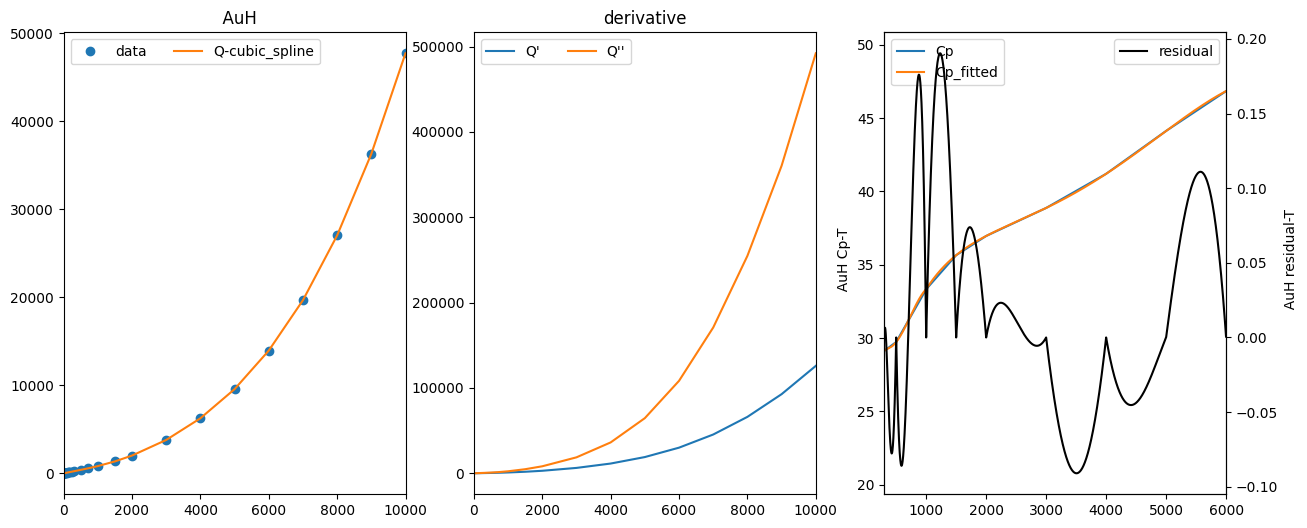 AuH
data
Q-cubic_spline
50000
40000
30000
20000
10000
0
0 2000 4000 6000 8000 10000
derivative
Q'
Q''
500000
400000
300000
200000
100000
0
0 2000 4000 6000 8000 10000
Cp
Cp_fitted
residual
AuH Cp-T
50
45
40
35
30
25
20
1000 2000 3000 4000 5000 6000
0.20
0.15
0.10
0.05
0.00
−0.05
−0.10
AuH residual-T